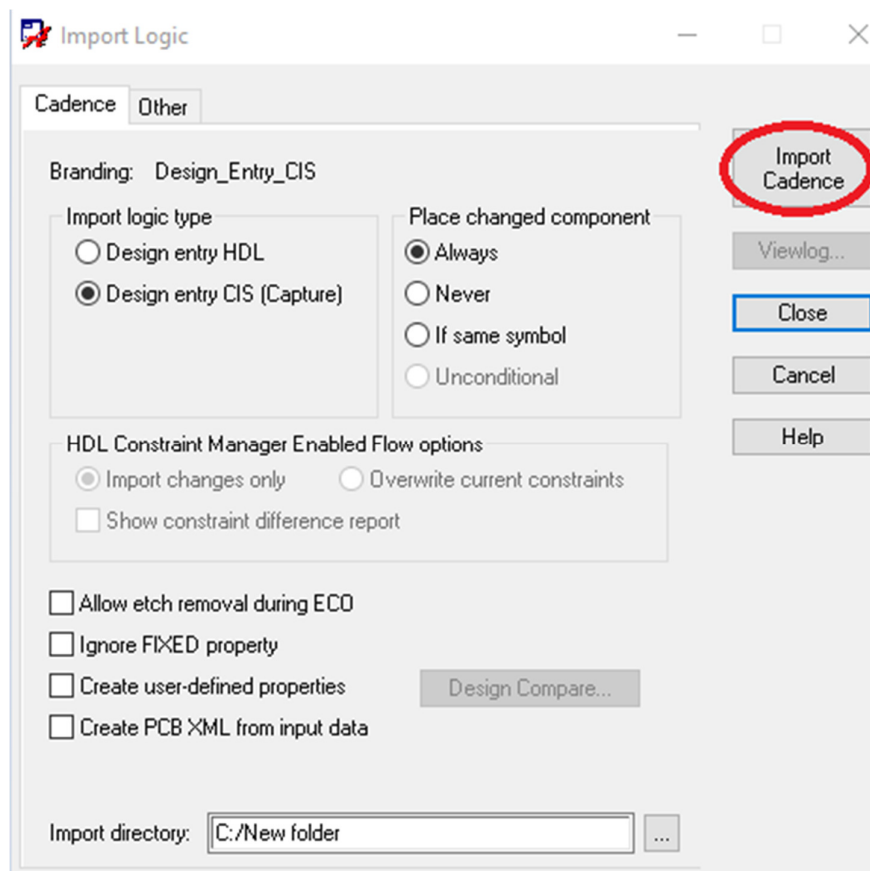 Import Logic
Cadence
Other
Branding: Design_Entry_CIS
Import logic type
Design entry HDL
Design entry CIS (Capture)
Place changed component
Always
Never
If same symbol
Unconditional
HDL Constraint Manager Enabled Flow options
Import changes only
Overwrite current constraints
Show constraint difference report
Allow etch removal during ECO
Ignore FIXED property
Create user-defined properties
Design Compare...
Create PCB XML from input data
Import directory: C:/New folder
...
Import
Cadence
Viewlog...
Close
Cancel
Help